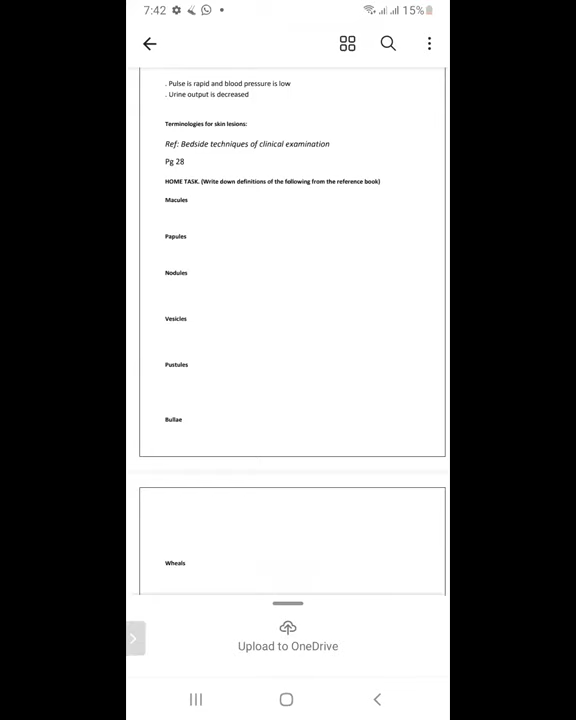 7:42
15%
. Pulse is rapid and blood pressure is low
. Urine output is decreased
Terminologies for skin lesions:
Ref: Bedside techniques of clinical examination
Pg 28
HOME TASK. (Write down definitions of the following from the reference book)
Macules
Papules
Nodules
Vesicles
Pustules
Bullae
Wheals
Upload to OneDrive